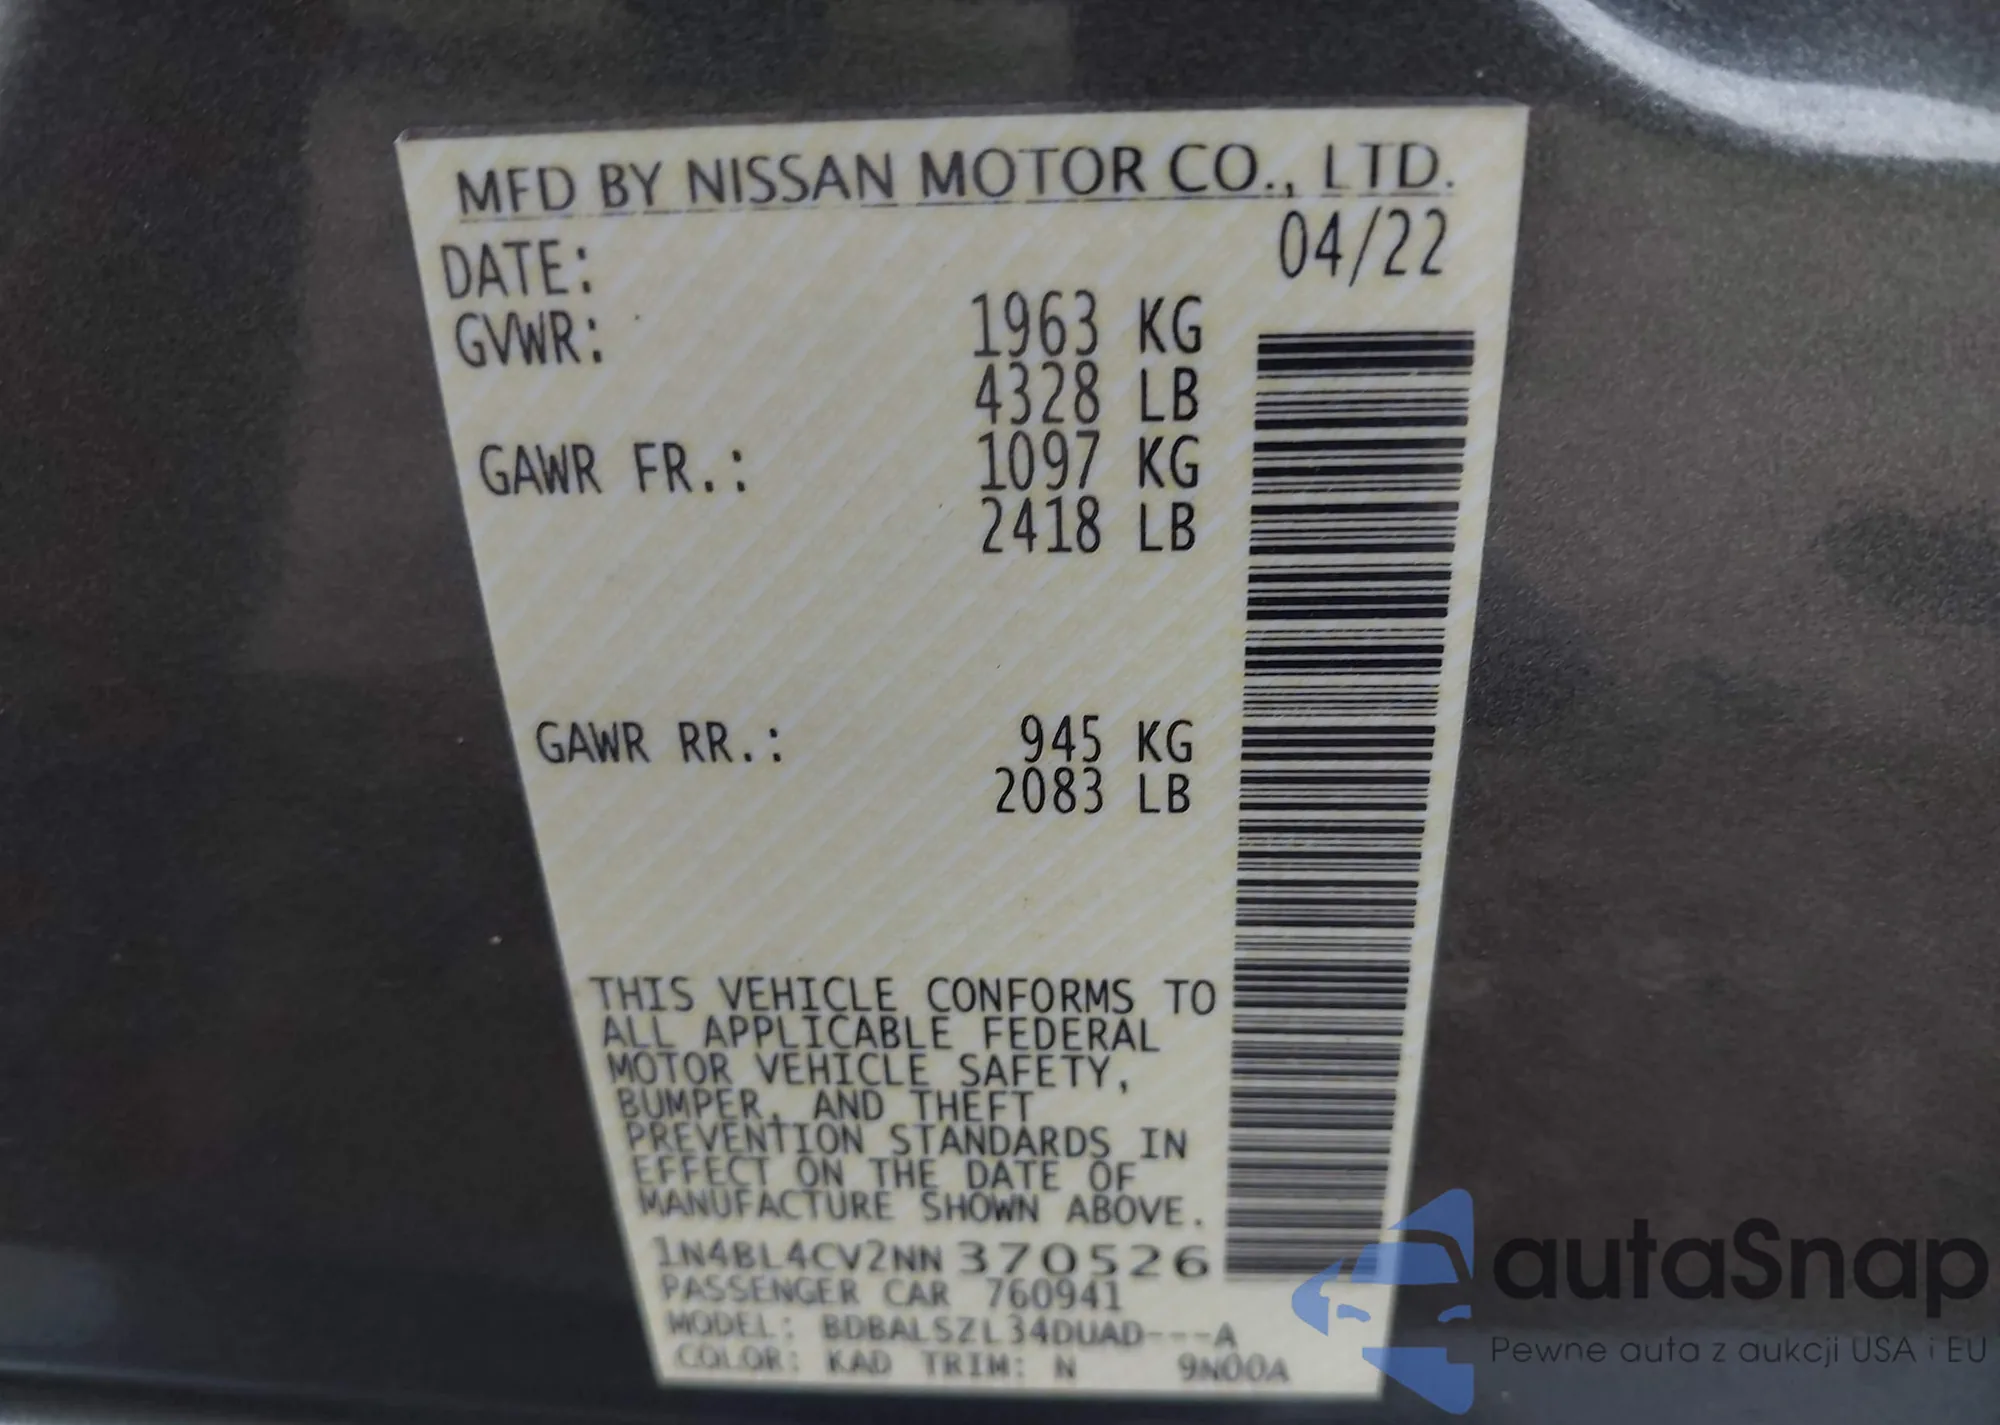 MFD BY NISSAN MOTOR CO., LTD.
DATE: 04/22
GVWR: 1963 KG
4328 LB
GAWR FR.: 1097 KG
2418 LB
GAWR RR.: 945 KG
2083 LB
THIS VEHICLE CONFORMS TO
ALL APPLICABLE FEDERAL
MOTOR VEHICLE SAFETY,
BUMPER, AND THEFT
PREVENTION STANDARDS IN
EFFECT ON THE DATE OF
MANUFACTURE SHOWN ABOVE.
1N4BL4CV2NN370526
PASSENGER CAR 760941
MODEL: BDBALSZL34DUAD---A
COLOR: KAD TRIM: N 9N00A
autoSnap
Pewne auta z aukcji USA i EU